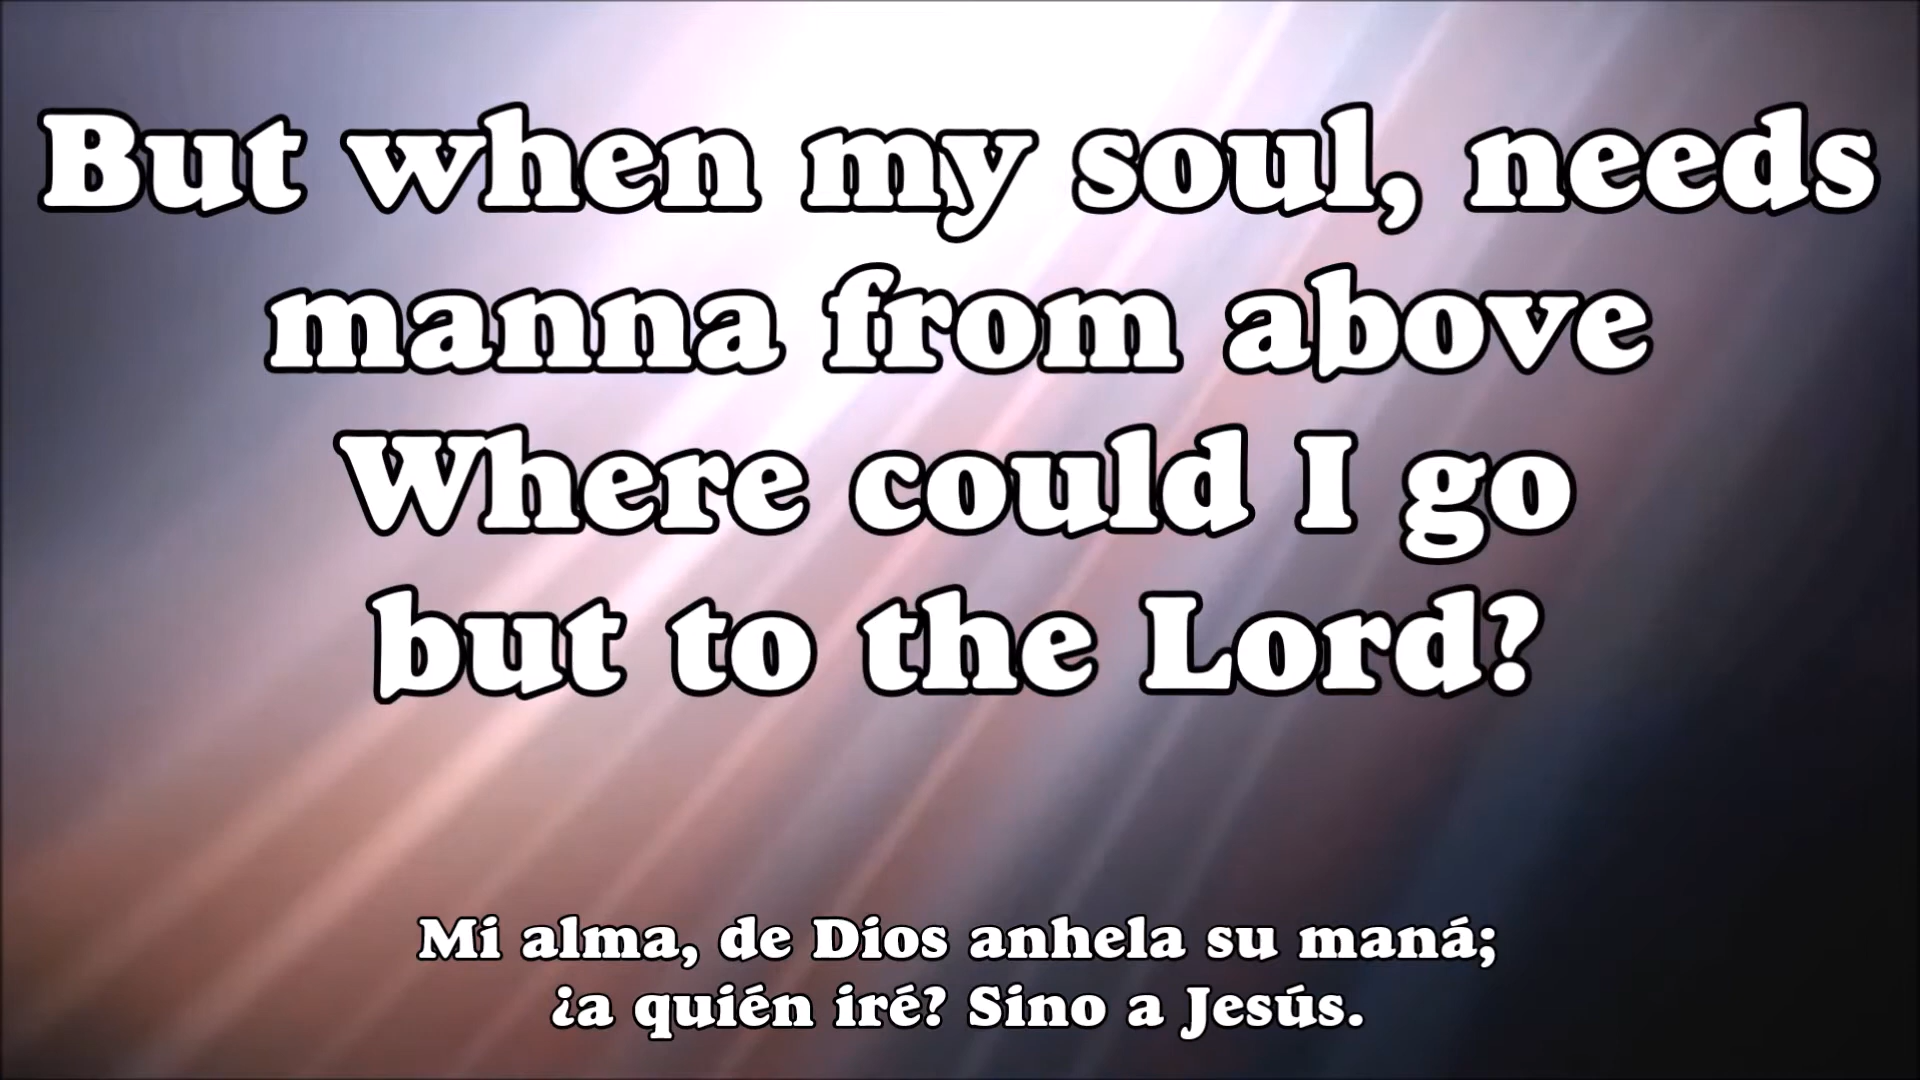 But when my soul, needs
manna from above
Where could I go
but to the Lord?
Mi alma, de Dios anhela su maná;
¿a quién iré? Sino a Jesús.